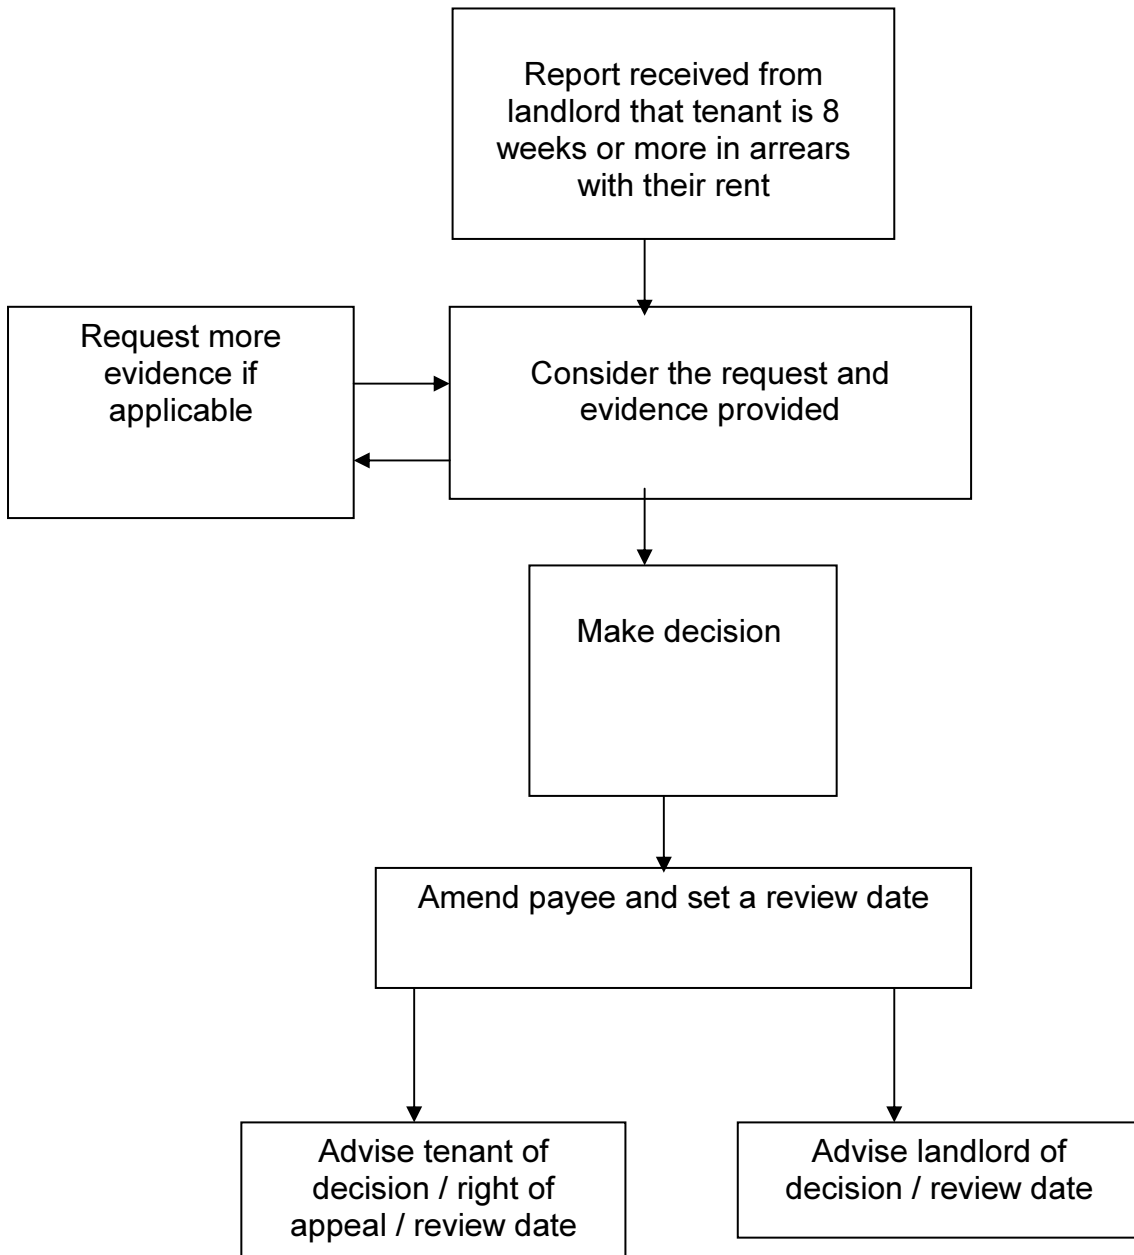 Report received from
landlord that tenant is 8
weeks or more in arrears
with their rent
Request more
evidence if
applicable
Consider the request and
evidence provided
Make decision
Amend payee and set a review date
Advise tenant of
decision / right of
appeal / review date
Advise landlord of
decision / review date